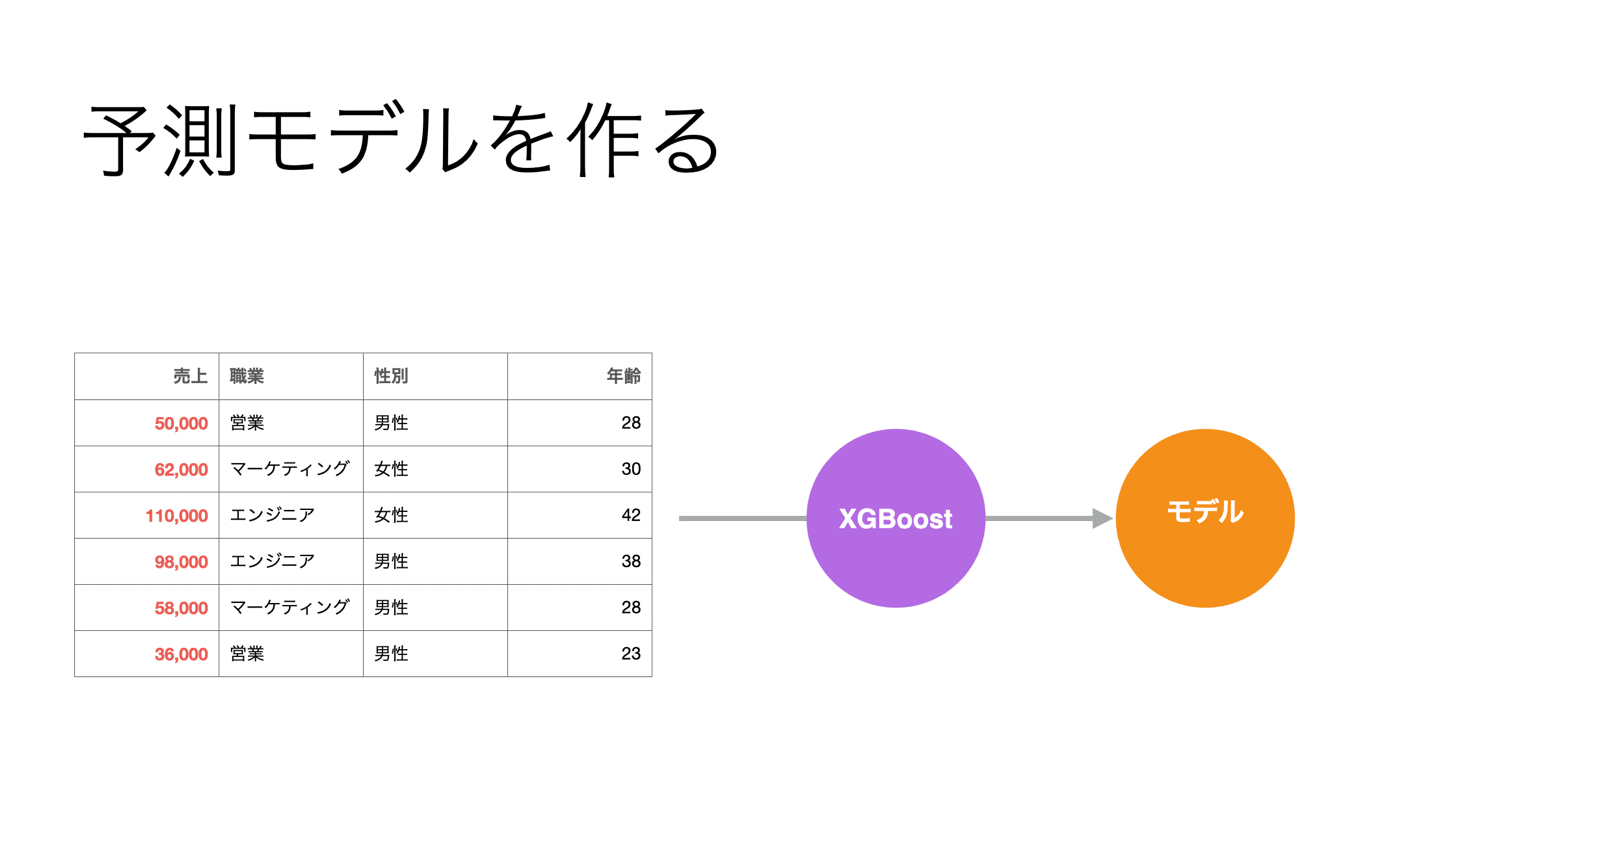 予測モデルを作る
売上 職業 性別 年齢
50,000 営業 男性 28
62,000 マーケティング 女性 30
110,000 エンジニア 女性 42
98,000 エンジニア 男性 38
58,000 マーケティング 男性 28
36,000 営業 男性 23
XGBoost
モデル